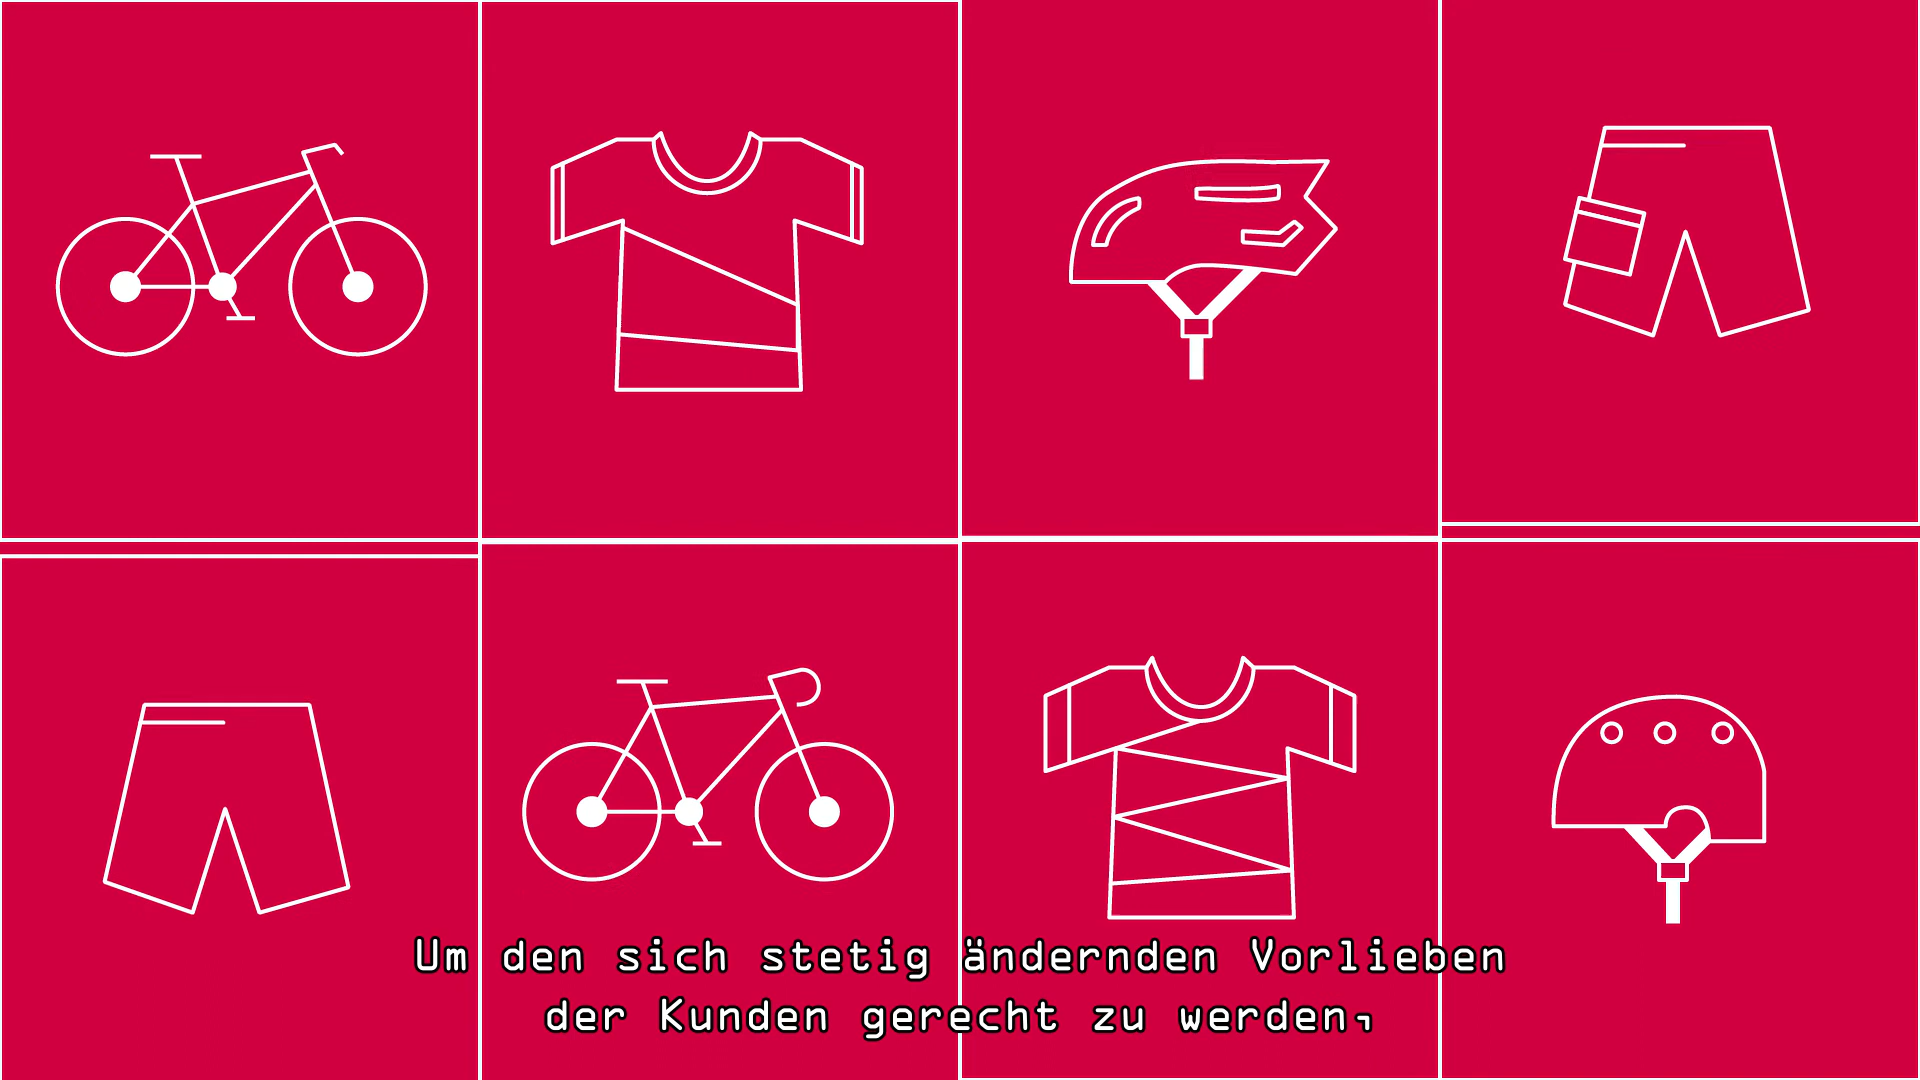 Um den sich stetig ändernden Vorlieben
der Kunden gerecht zu werden,